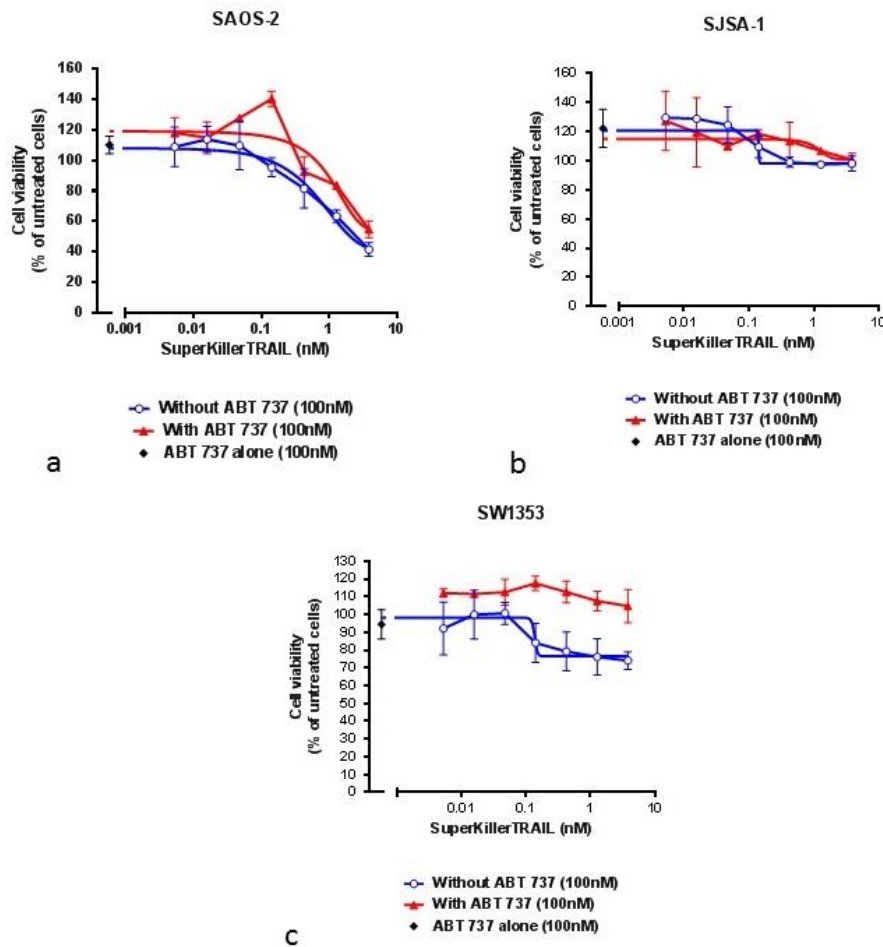 SAOS-2
160
140
120
100
80
60
40
20
0
Cell viability
(% of untreated cells)
0.001
0.01
0.1
1
10
SuperKillerTRAIL (nM)
Without ABT 737 (100nM)
With ABT 737 (100nM)
ABT 737 alone (100nM)
a
SJSA-1
160
140
120
100
80
60
40
20
0
Cell viability
(% of untreated cells)
0.001
0.01
0.1
1
10
SuperKillerTRAIL (nM)
Without ABT 737 (100nM)
With ABT 737 (100nM)
ABT 737 alone (100nM)
b
SW1353
130
120
110
100
90
80
70
60
50
40
30
20
10
0
Cell viability
(% of untreated cells)
0.01
0.1
1
10
SuperKillerTRAIL (nM)
Without ABT 737 (100nM)
With ABT 737 (100nM)
ABT 737 alone (100nM)
c